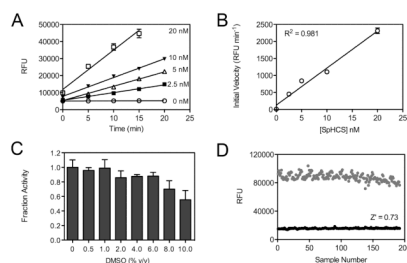 A
RFU
50000
40000
30000
20000
10000
0
20 nM
10 nM
5 nM
2.5 nM
0 nM
0 5 10 15 20 25
Time (min)
B
Initial Velocity (RFU min⁻¹)
2500
2000
1500
1000
500
0
R² = 0.981
0 5 10 15 20 25
[SpHCS] nM
C
Fraction Activity
1.2
1.0
0.8
0.6
0.4
0.2
0.0
0 0.5 1.0 2.0 4.0 6.0 8.0 10.0
DMSO (% v/v)
D
RFU
120000
80000
40000
0
Z' = 0.73
0 50 100 150 200
Sample Number